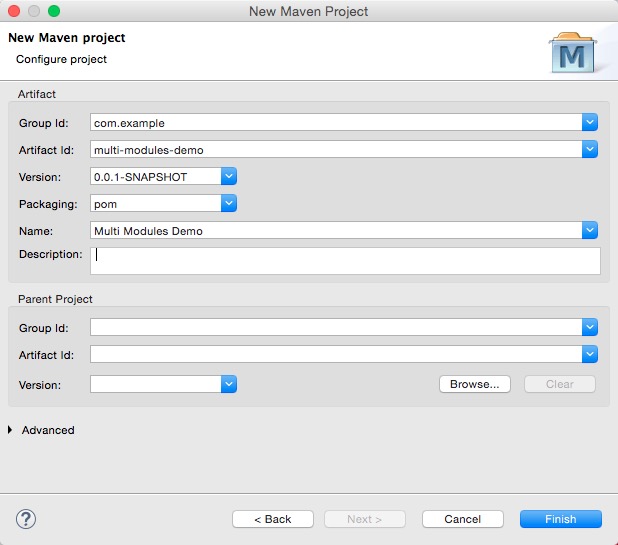 New Maven Project
New Maven project
Configure project
M
Artifact
Group Id: com.example
Artifact Id: multi-modules-demo
Version: 0.0.1-SNAPSHOT
Packaging: pom
Name: Multi Modules Demo
Description:
Parent Project
Group Id:
Artifact Id:
Version: Browse... Clear
Advanced
? < Back Next > Cancel Finish